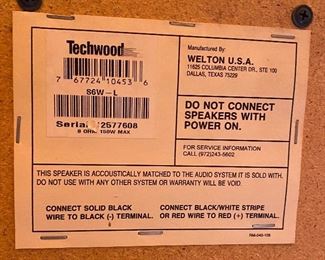 Techwood
7 67724 10453 6
S6W-L
Serial 12577608
8 OHM, 150W MAX
Manufactured By:
WELTON U.S.A.
11625 COLUMBIA CENTER DR., STE 100
DALLAS, TEXAS 75229
DO NOT CONNECT
SPEAKERS WITH
POWER ON.
FOR SERVICE INFORMATION
CALL (972)243-5602
THIS SPEAKER IS ACCOUSTICALLY MATCHED TO THE AUDIO SYSTEM IT IS SOLD WITH,
DO NOT USE WITH ANY OTHER SYSTEM OR WARRANTY WILL BE VOID.
CONNECT SOLID BLACK
WIRE TO BLACK (-) TERMINAL.
CONNECT BLACK/WHITE STRIPE
OR RED WIRE TO RED (+) TERMINAL.